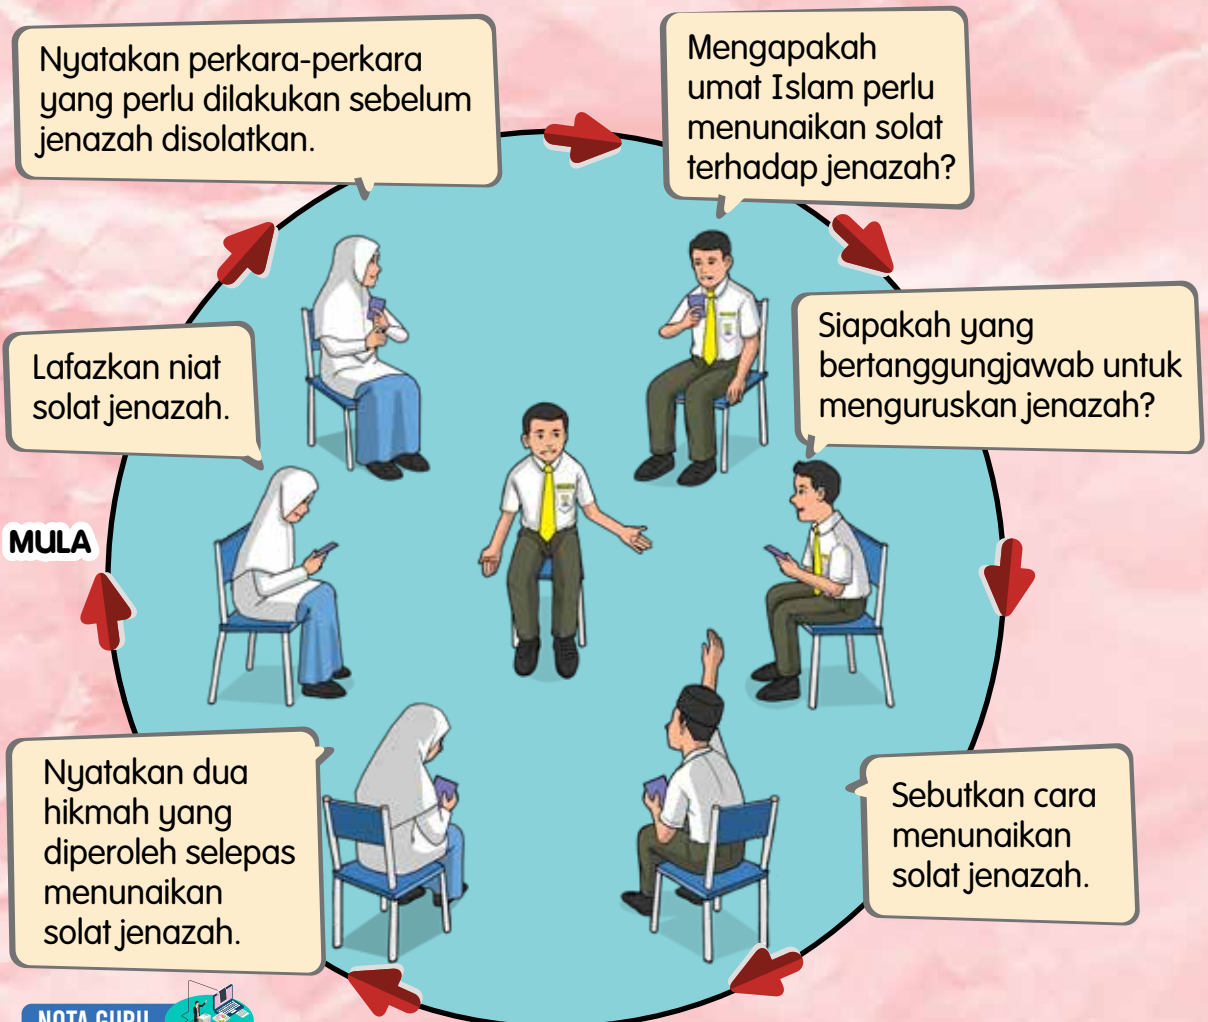 Nyatakan perkara-perkara
yang perlu dilakukan sebelum
jenazah disolatkan.
Mengapakah
umat Islam perlu
menunaikan solat
terhadap jenazah?
Siapakah yang
bertanggungjawab untuk
menguruskan jenazah?
Lafazkan niat
solat jenazah.
MULA
Nyatakan dua
hikmah yang
diperoleh selepas
menunaikan
solat jenazah.
Sebutkan cara
menunaikan
solat jenazah.
NOTA GURU